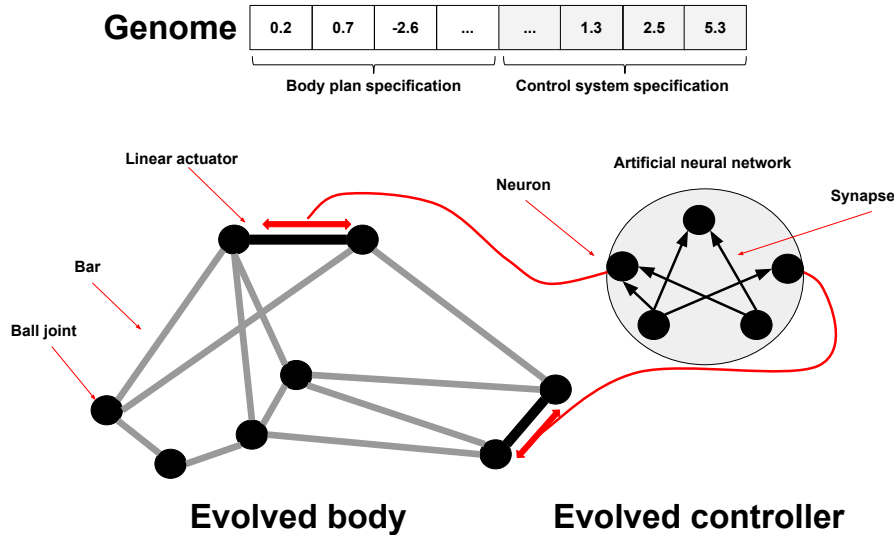 Genome
0.2 0.7 -2.6 ... ... 1.3 2.5 5.3
Body plan specification Control system specification
Linear actuator
Artificial neural network
Neuron
Synapse
Bar
Ball joint
Evolved body
Evolved controller